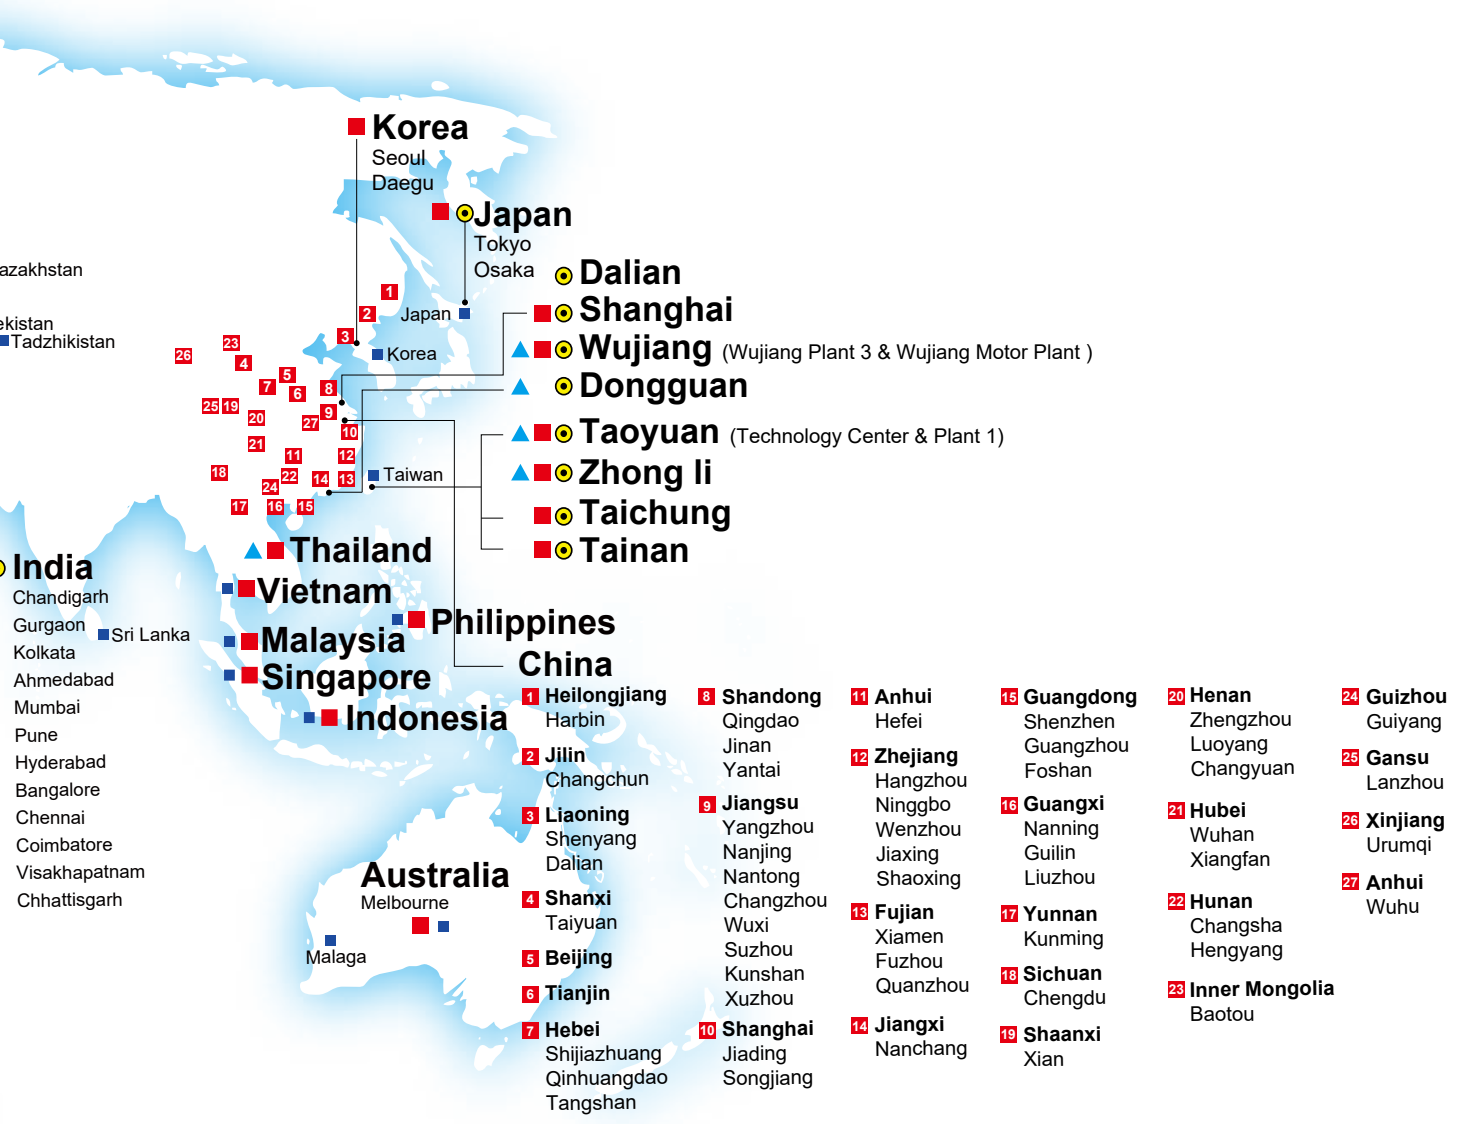 Korea
Seoul
Daegu
Japan
Tokyo
Osaka
azakhstan
ekistan
Tadzhikistan
Japan
Korea
Taiwan
Dalian
Shanghai
Wujiang (Wujiang Plant 3 & Wujiang Motor Plant )
Dongguan
Taoyuan (Technology Center & Plant 1)
Zhong li
Taichung
Tainan
1
2
3
23
26
4
5
7
6
8
25 19
9
20
27
10
21
11
12
18
22
14
13
24
17
16
15
Thailand
Vietnam
Malaysia
Singapore
Indonesia
Philippines
India
Chandigarh
Gurgaon
Kolkata
Ahmedabad
Mumbai
Pune
Hyderabad
Bangalore
Chennai
Coimbatore
Visakhapatnam
Chhattisgarh
Sri Lanka
Australia
Melbourne
Malaga
China
1 Heilongjiang
Harbin
2 Jilin
Changchun
3 Liaoning
Shenyang
Dalian
4 Shanxi
Taiyuan
5 Beijing
6 Tianjin
7 Hebei
Shijiazhuang
Qinhuangdao
Tangshan
8 Shandong
Qingdao
Jinan
Yantai
9 Jiangsu
Yangzhou
Nanjing
Nantong
Changzhou
Wuxi
Suzhou
Kunshan
Xuzhou
10 Shanghai
Jiading
Songjiang
11 Anhui
Hefei
12 Zhejiang
Hangzhou
Ninggbo
Wenzhou
Jiaxing
Shaoxing
13 Fujian
Xiamen
Fuzhou
Quanzhou
14 Jiangxi
Nanchang
15 Guangdong
Shenzhen
Guangzhou
Foshan
16 Guangxi
Nanning
Guilin
Liuzhou
17 Yunnan
Kunming
18 Sichuan
Chengdu
19 Shaanxi
Xian
20 Henan
Zhengzhou
Luoyang
Changyuan
21 Hubei
Wuhan
Xiangfan
22 Hunan
Changsha
Hengyang
23 Inner Mongolia
Baotou
24 Guizhou
Guiyang
25 Gansu
Lanzhou
26 Xinjiang
Urumqi
27 Anhui
Wuhu